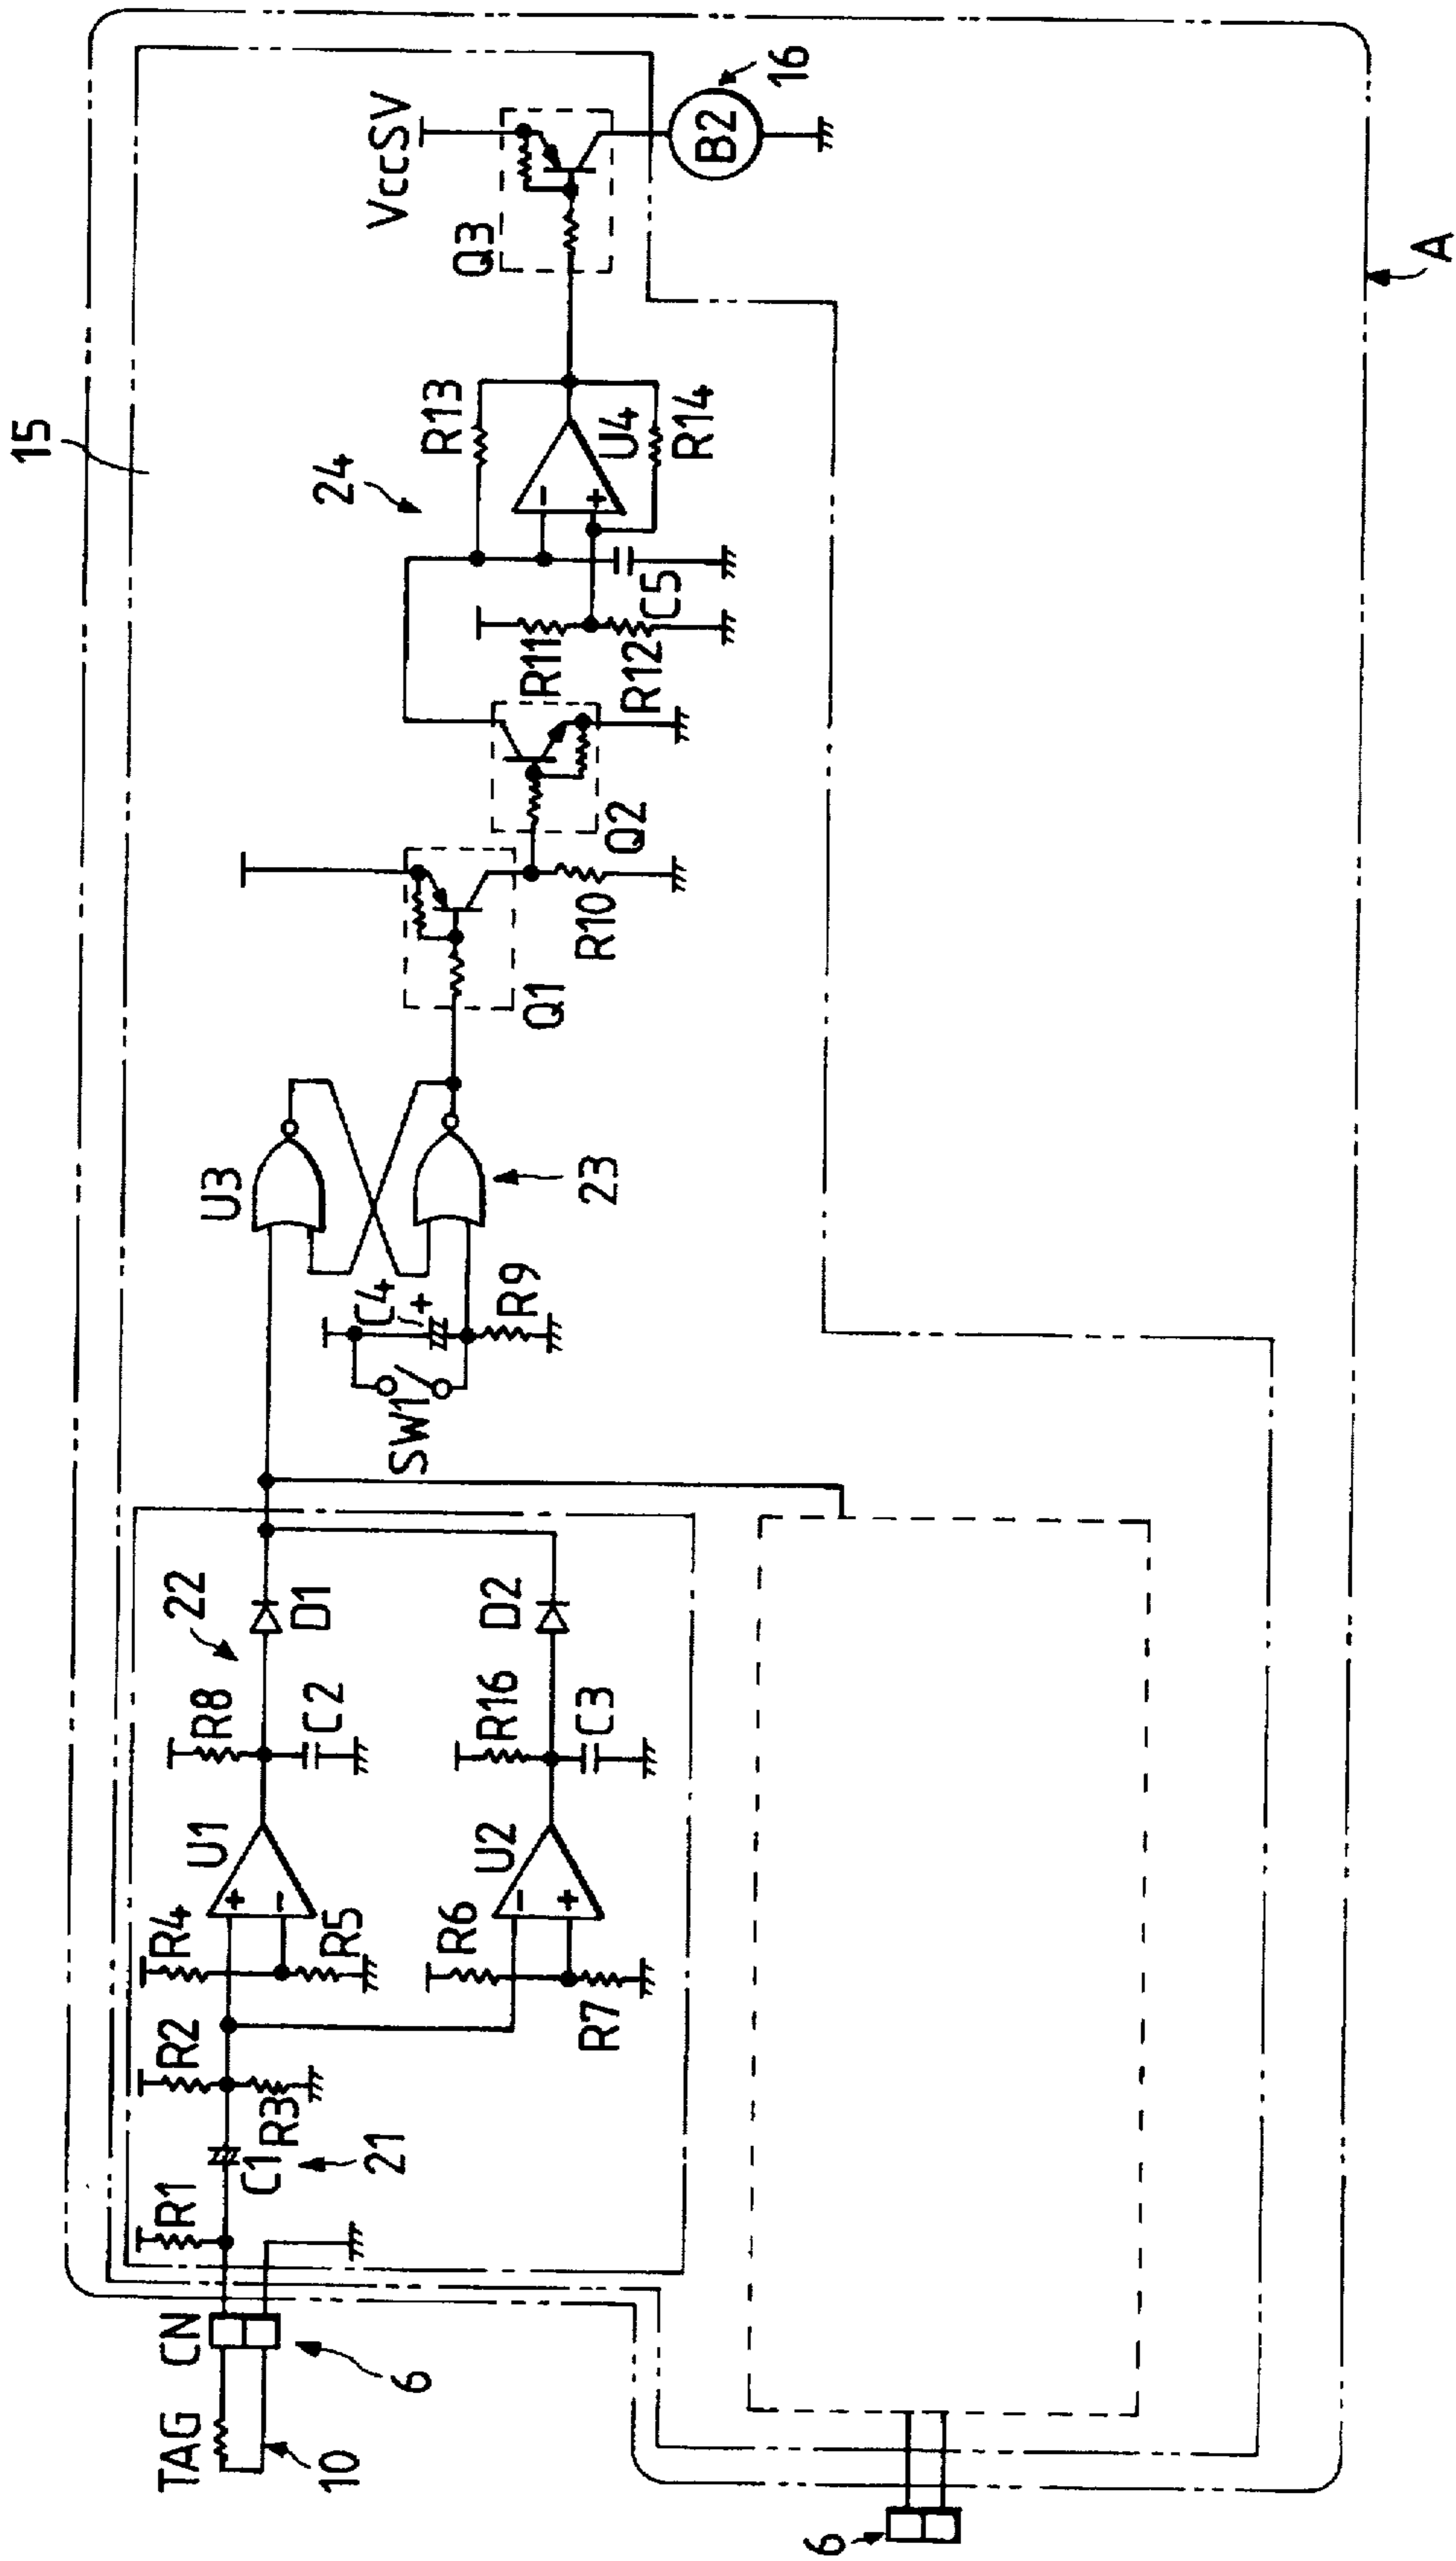 15
A
VccSV
Q3
B2
16
24
R13
U4
R14
R11
R12
C5
Q1
R10
Q2
U3
23
SW1
C4
+
R9
22
R8
C2
D1
R16
C3
D2
U1
+
-
R4
R5
U2
-
+
R6
R7
R2
R3
C1
21
R1
TAG CN
10
6
6
-
+